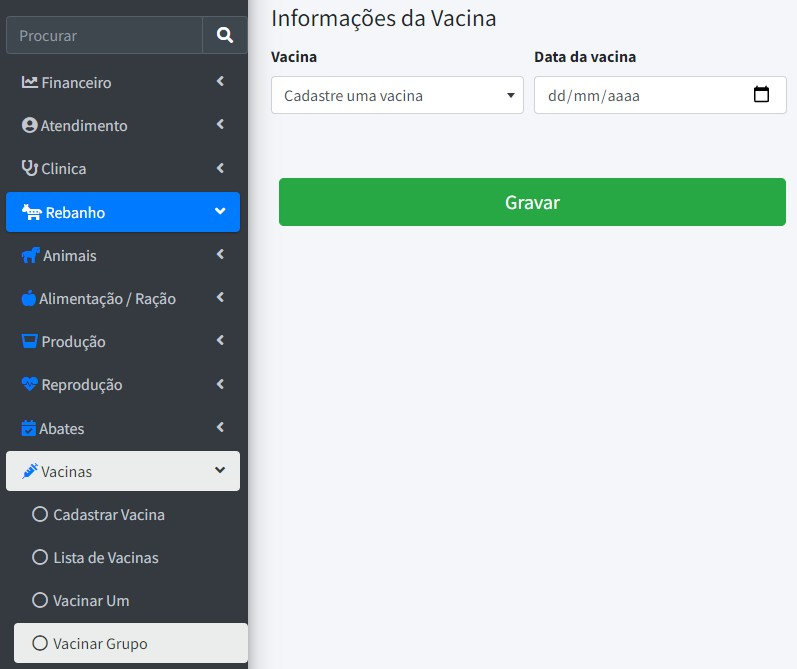 Procurar
Financeiro
Atendimento
Clinica
Rebanho
Animais
Alimentação / Ração
Produção
Reprodução
Abates
Vacinas
Cadastrar Vacina
Lista de Vacinas
Vacinar Um
Vacinar Grupo
Informações da Vacina
Vacina Data da vacina
Cadastre uma vacina dd/mm/aaaa
Gravar